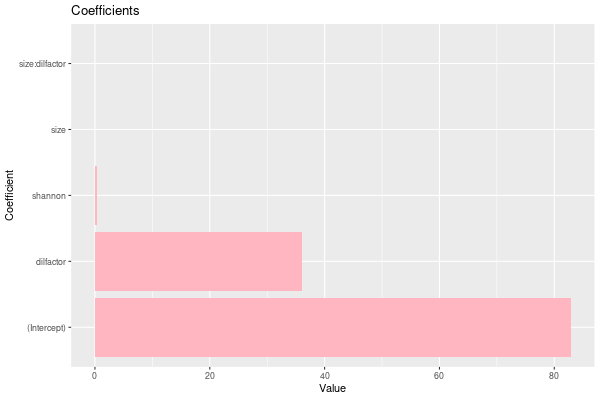 Coefficients
size:dilfactor
size
shannon
dilfactor
(Intercept)
Coefficient
0 20 40 60 80
Value